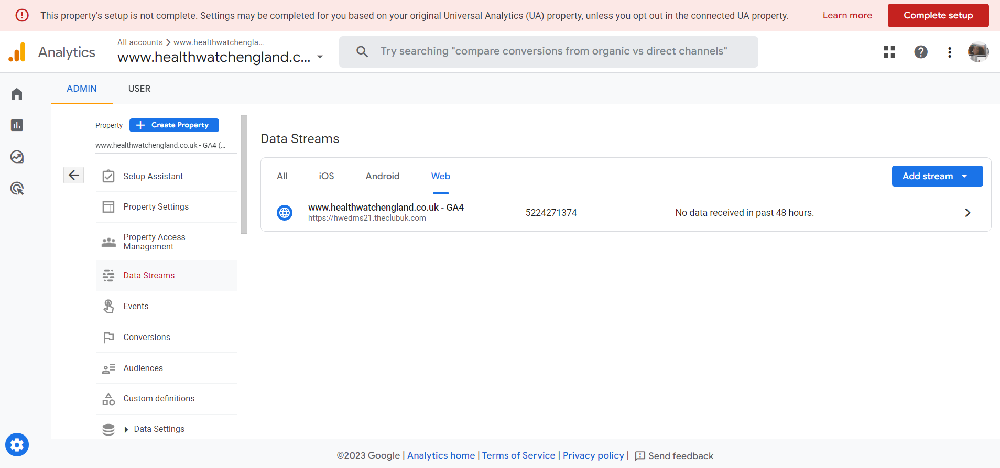 This property's setup is not complete. Settings may be completed for you based on your original Universal Analytics (UA) property, unless you opt out in the connected UA property.
Learn more
Complete setup
Analytics
All accounts > www.healthwatchengla...
www.healthwatchengland.c...
Try searching "compare conversions from organic vs direct channels"
ADMIN
USER
Property
Create Property
www.healthwatchengland.co.uk - GA4 (...
Setup Assistant
Property Settings
Property Access
Management
Data Streams
Events
Conversions
Audiences
Custom definitions
Data Settings
Data Streams
All
iOS
Android
Web
Add stream
www.healthwatchengland.co.uk - GA4
https://hwedms21.theclubuk.com
5224271374
No data received in past 48 hours.
©2023 Google | Analytics home | Terms of Service | Privacy policy | Send feedback